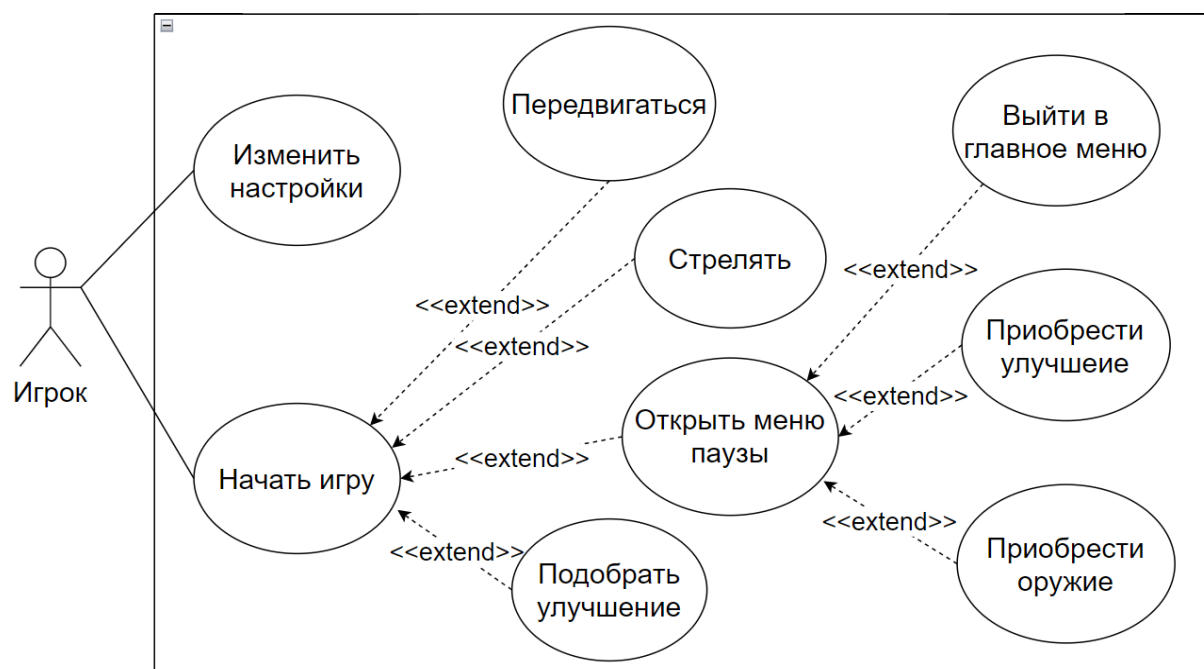 Передвигаться
Выйти в
главное меню
Изменить
настройки
Стрелять
<<extend>>
<<extend>>
<<extend>>
Приобрести
улучшеие
Игрок
<<extend>>
Открыть меню
паузы
Начать игру
<<extend>>
<<extend>>
<<extend>>
Подобрать
улучшение
Приобрести
оружие